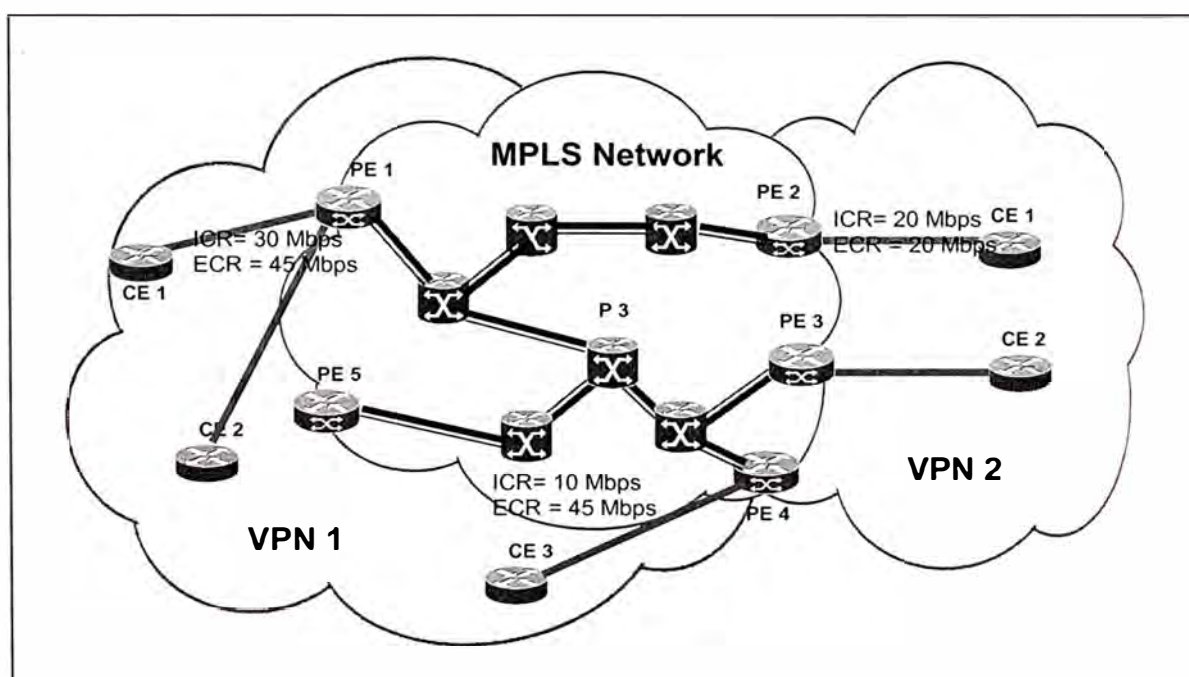 MPLS Network
PE 1
PE 2
ICR= 20 Mbps
ECR = 20 Mbps
CE 1
ICR= 30 Mbps
ECR = 45 Mbps
CE 1
P 3
PE 3
CE 2
PE 5
CE 2
ICR= 10 Mbps
ECR= 45 Mbps
PE 4
VPN 2
VPN 1
CE 3